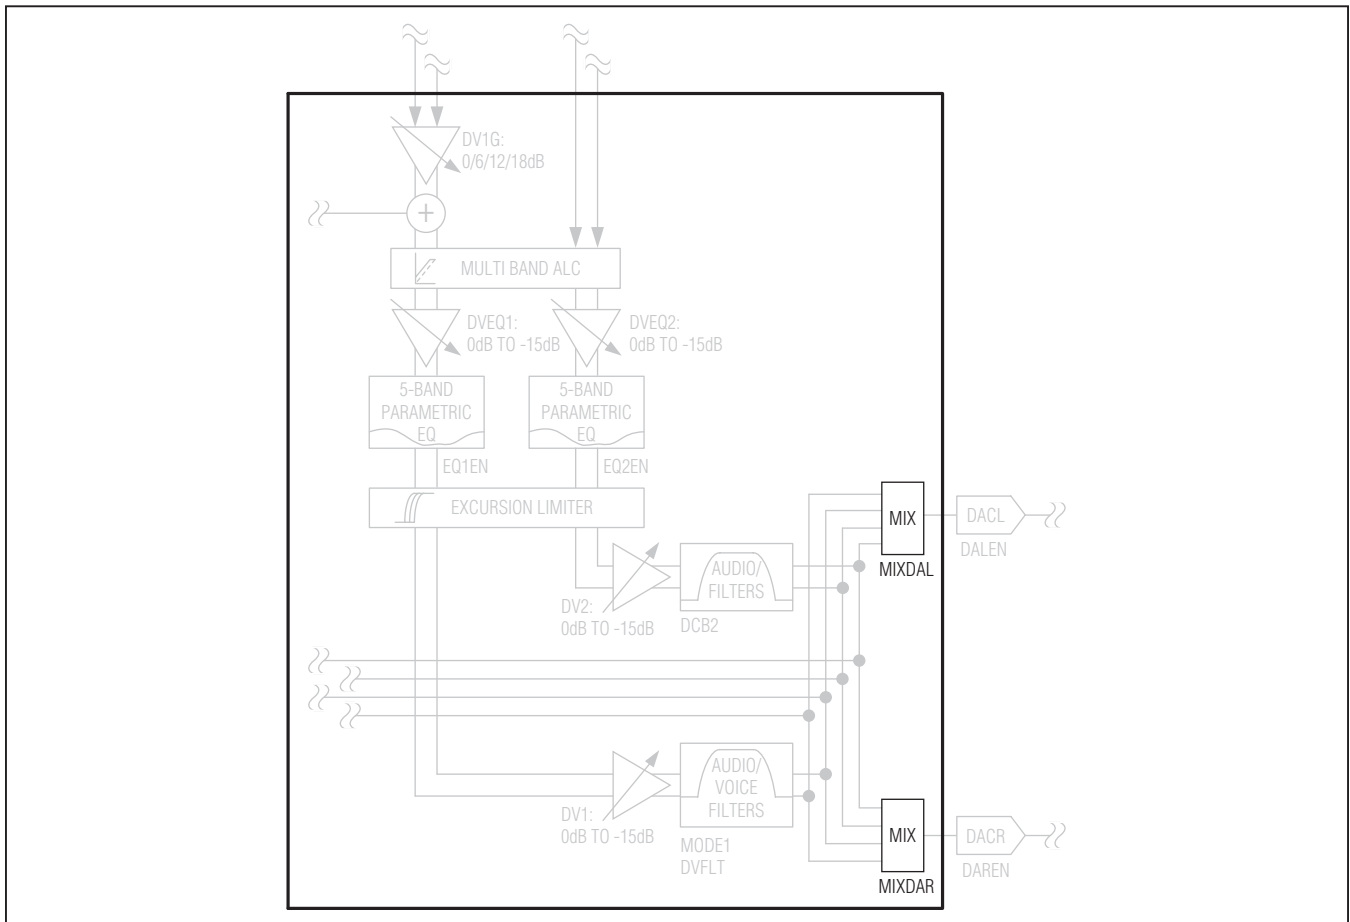 DV1G:
0/6/12/18dB
+
MULTI BAND ALC
DVEQ1:
0dB TO -15dB
DVEQ2:
0dB TO -15dB
5-BAND
PARAMETRIC
EQ
5-BAND
PARAMETRIC
EQ
EQ1EN
EQ2EN
EXCURSION LIMITER
MIX
DACL
MIXDAL
DALEN
AUDIO/
FILTERS
DV2:
0dB TO -15dB
DCB2
AUDIO/
VOICE
FILTERS
DV1:
0dB TO -15dB
MODE1
DVFLT
MIX
DACR
MIXDAR
DAREN